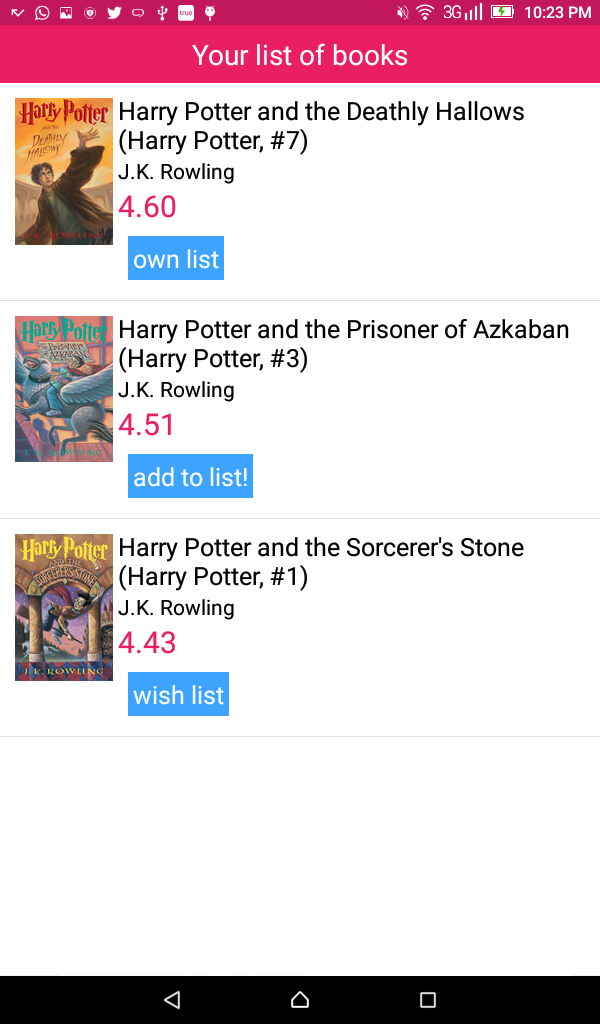 true 3G 10:23 PM
Your list of books
Harry Potter
AND THE
DEATHLY
HALLOWS
J. K. ROWLING
Harry Potter and the Deathly Hallows
(Harry Potter, #7)
J.K. Rowling
4.60
own list
Harry Potter
AND THE Prisoner OF
AZKABAN
J. K. ROWLING
Harry Potter and the Prisoner of Azkaban
(Harry Potter, #3)
J.K. Rowling
4.51
add to list!
Harry Potter
AND THE
SORCERER'S STONE
J. K. ROWLING
Harry Potter and the Sorcerer's Stone
(Harry Potter, #1)
J.K. Rowling
4.43
wish list